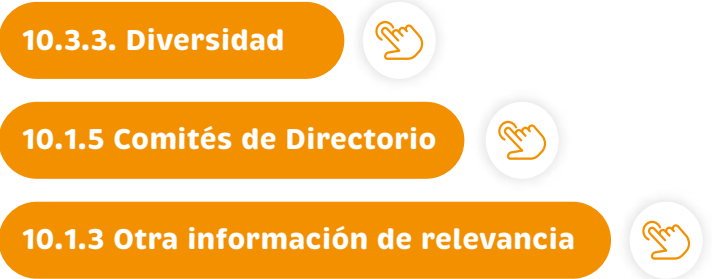 10.3.3. Diversidad
10.1.5 Comités de Directorio
10.1.3 Otra información de relevancia